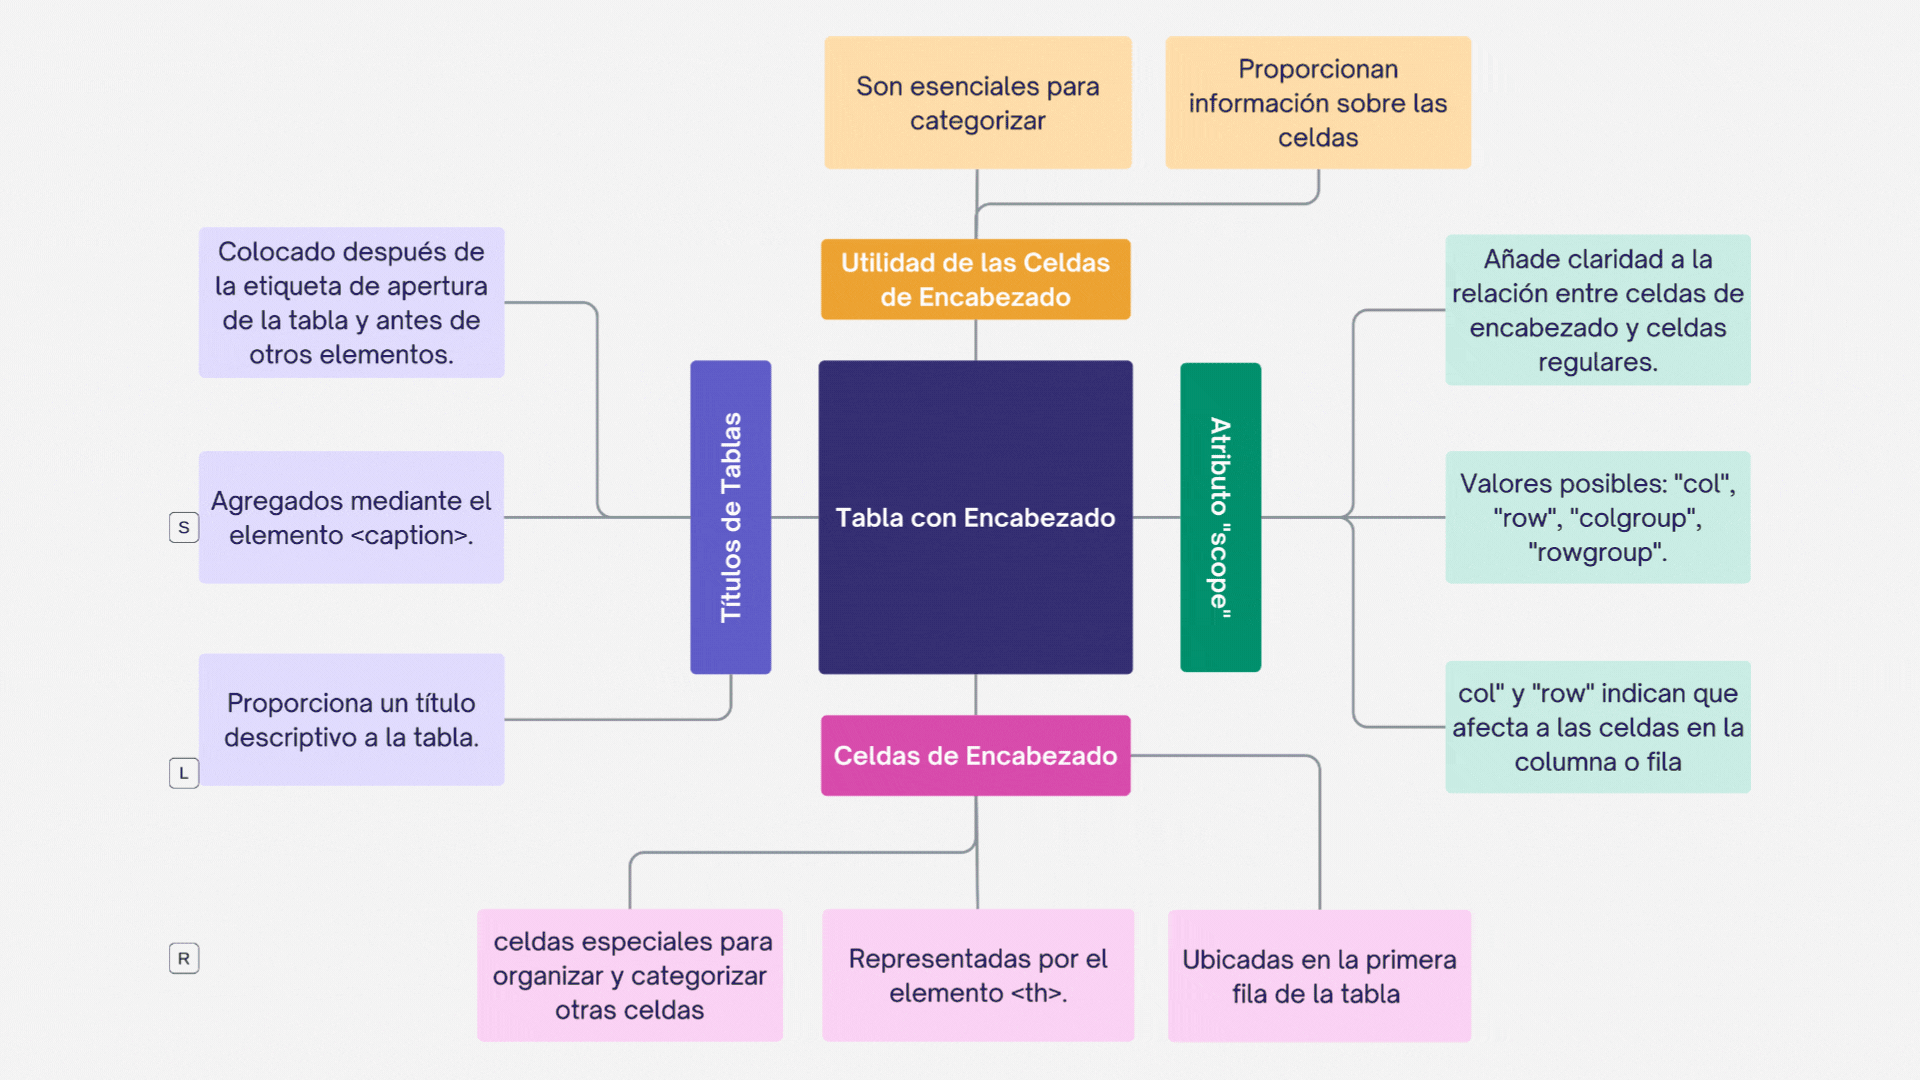 Son esenciales para
categorizar
Proporcionan
información sobre las
celdas
Utilidad de las Celdas
de Encabezado
Colocado después de
la etiqueta de apertura
de la tabla y antes de
otros elementos.
Agregados mediante el
elemento <caption>.
Proporciona un título
descriptivo a la tabla.
S
L
R
Títulos de Tablas
Tabla con Encabezado
Atributo "scope"
Añade claridad a la
relación entre celdas de
encabezado y celdas
regulares.
Valores posibles: "col",
"row", "colgroup",
"rowgroup".
col" y "row" indican que
afecta a las celdas en la
columna o fila
Celdas de Encabezado
celdas especiales para
organizar y categorizar
otras celdas
Representadas por el
elemento <th>.
Ubicadas en la primera
fila de la tabla